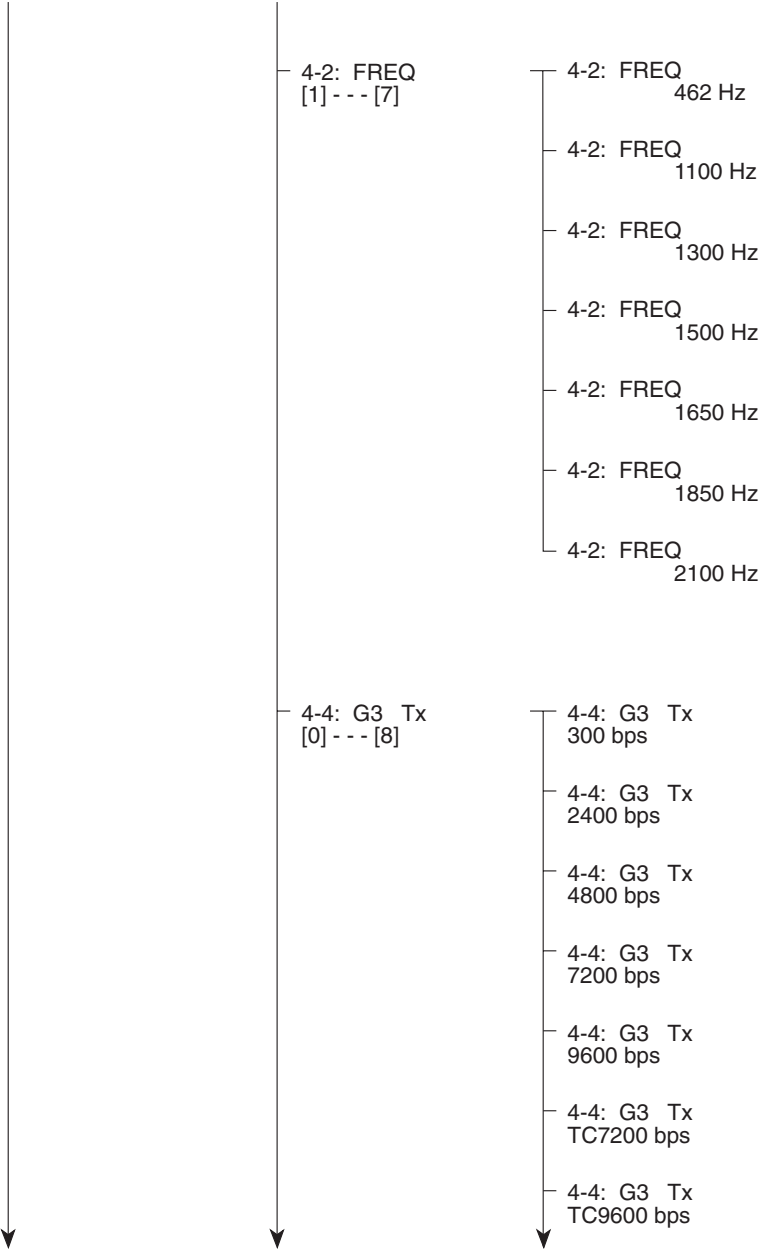 4-2: FREQ
[1] - - - [7]
4-2: FREQ
462 Hz
4-2: FREQ
1100 Hz
4-2: FREQ
1300 Hz
4-2: FREQ
1500 Hz
4-2: FREQ
1650 Hz
4-2: FREQ
1850 Hz
4-2: FREQ
2100 Hz
4-4: G3 Tx
[0] - - - [8]
4-4: G3 Tx
300 bps
4-4: G3 Tx
2400 bps
4-4: G3 Tx
4800 bps
4-4: G3 Tx
7200 bps
4-4: G3 Tx
9600 bps
4-4: G3 Tx
TC7200 bps
4-4: G3 Tx
TC9600 bps